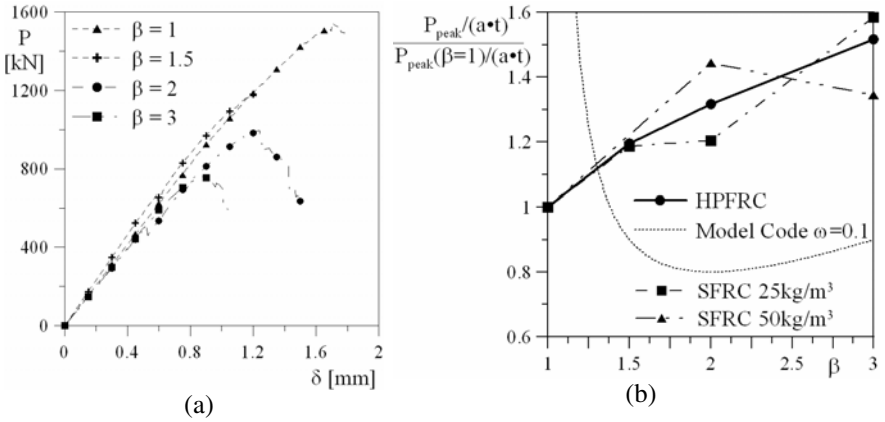 P
[kN]
1600
1200
800
400
0
β = 1
β = 1.5
β = 2
β = 3
0 0.4 0.8 1.2 1.6 2
δ [mm]
(a)
P_peak/(a•t)
P_peak(β=1)/(a•t)
1.6
1.4
1.2
1
0.8
0.6
HPFRC
Model Code ω=0.1
SFRC 25kg/m³
SFRC 50kg/m³
1 1.5 2 2.5 β 3
(b)